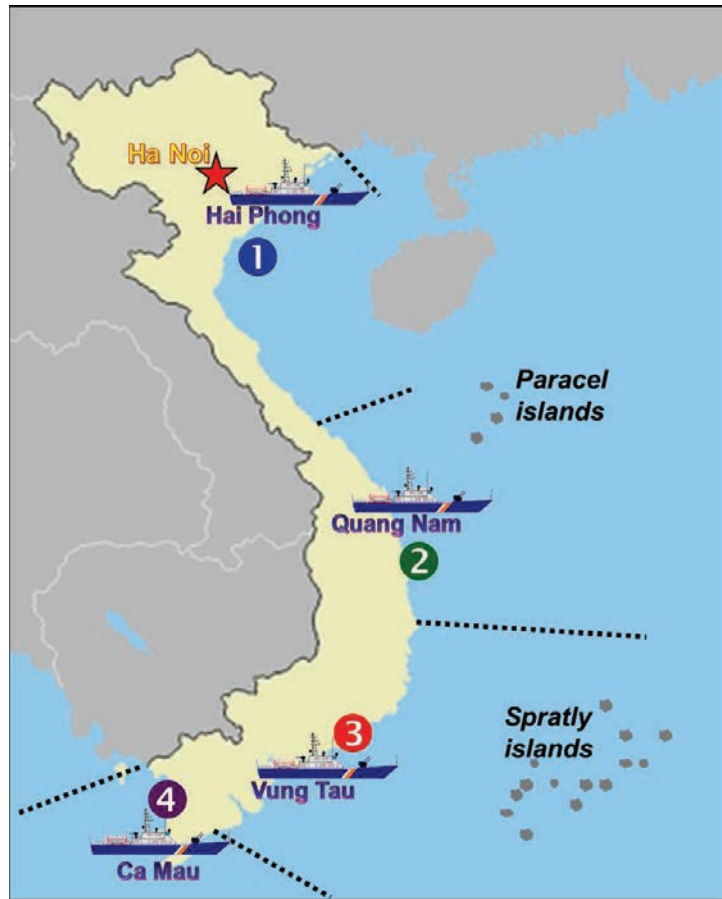 Ha Noi
Hai Phong
1
Paracel
islands
Quang Nam
2
Spratly
islands
3
Vung Tau
4
Ca Mau